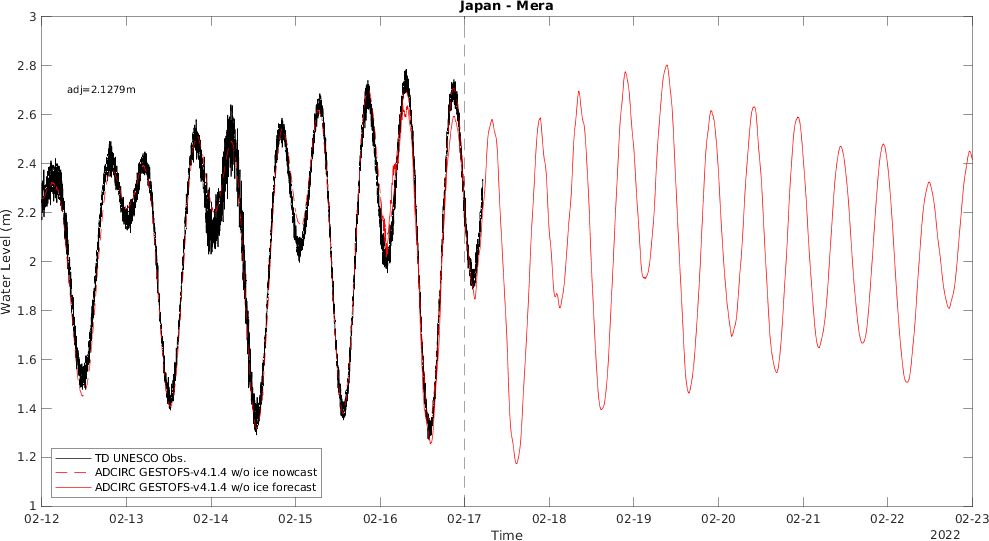 Japan - Mera
3
2.8
2.6
2.4
2.2
2
1.8
1.6
1.4
1.2
1
Water Level (m)
adj=2.1279m
TD UNESCO Obs.
ADCIRC GESTOFS-v4.1.4 w/o ice nowcast
ADCIRC GESTOFS-v4.1.4 w/o ice forecast
02-12 02-13 02-14 02-15 02-16 02-17 02-18 02-19 02-20 02-21 02-22 02-23
Time
2022